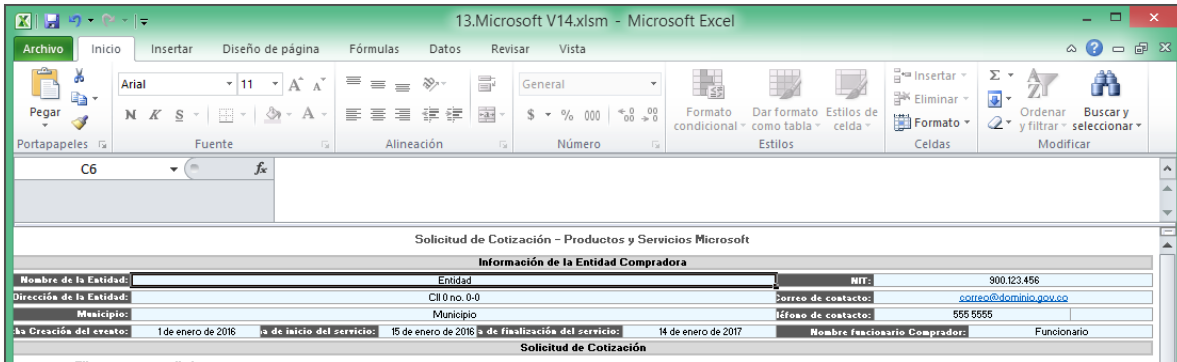 13.Microsoft V14.xlsm - Microsoft Excel
Archivo Inicio Insertar Diseño de página Fórmulas Datos Revisar Vista
Pegar
Arial 11 A A General Insertar Σ
N K S A $ % 000 Formato condicional Dar formato como tabla Estilos de celda Eliminar Formato Ordenar y filtrar Buscar y seleccionar
Portapapeles Fuente Alineación Número Estilos Celdas Modificar
C6 fx
Solicitud de Cotización - Productos y Servicios Microsoft
Información de la Entidad Compradora
Nombre de la Entidad: Entidad NIT: 900.123.456
Dirección de la Entidad: Cll 0 no. 0-0 Correo de contacto: correo@dominio.gov.co
Municipio: Municipio léfono de contacto: 555 5555
ha Creación del evento: 1 de enero de 2016 a de inicio del servicio: 15 de enero de 2016 a de finalización del servicio: 14 de enero de 2017 Nombre funcionario Comprador: Funcionario
Solicitud de Cotización